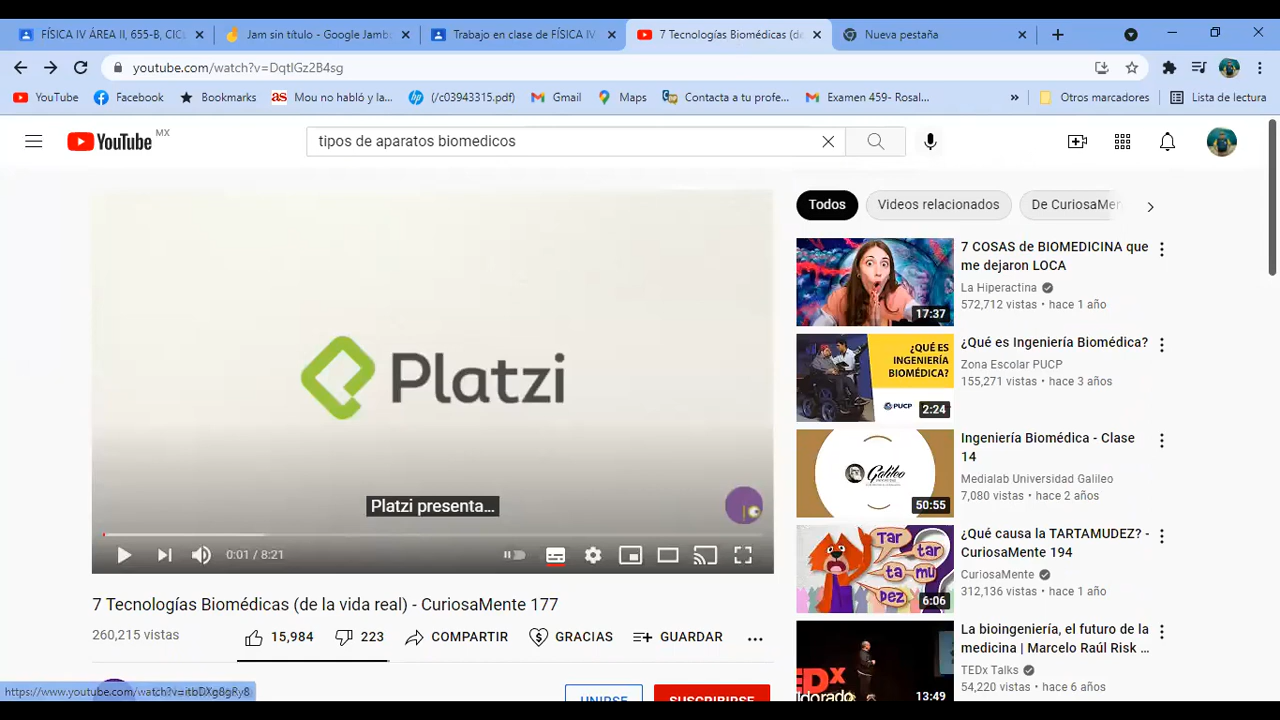 FÍSICA IV ÁREA II, 655-B, CIC
Jam sin título - Google Jamb
Trabajo en clase de FÍSICA IV
7 Tecnologías Biomédicas (de
Nueva pestaña
youtube.com/watch?v=DqtIGz2B4sg
YouTube
Facebook
Bookmarks
as Mou no habló y la...
hp (/c03943315.pdf)
Gmail
Maps
Contacta a tu profe...
Examen 459- Rosal...
»
Otros marcadores
Lista de lectura
YouTube MX
tipos de aparatos biomedicos
Platzi
Platzi presenta...
0:01 / 8:21
7 Tecnologías Biomédicas (de la vida real) - CuriosaMente 177
260,215 vistas
15,984
223
COMPARTIR
GRACIAS
GUARDAR
...
https://www.youtube.com/watch?v=itbDXg8gRy8
UNIRSE
SUSCRIBIRSE
Todos
Videos relacionados
De CuriosaMen
17:37
7 COSAS de BIOMEDICINA que
me dejaron LOCA
La Hiperactina
572,712 vistas • hace 1 año
¿QUÉ ES
INGENIERÍA
BIOMÉDICA?
PUCP
2:24
¿Qué es Ingeniería Biomédica?
Zona Escolar PUCP
155,271 vistas • hace 3 años
Galileo
50:55
Ingeniería Biomédica - Clase
14
Medialab Universidad Galileo
7,080 vistas • hace 2 años
Tar
tar
ta
mu
DEZ
6:06
¿Qué causa la TARTAMUDEZ? -
CuriosaMente 194
CuriosaMente
312,136 vistas • hace 1 año
TEDx
dorado
13:49
La bioingeniería, el futuro de la
medicina | Marcelo Raúl Risk ...
TEDx Talks
54,220 vistas • hace 6 años